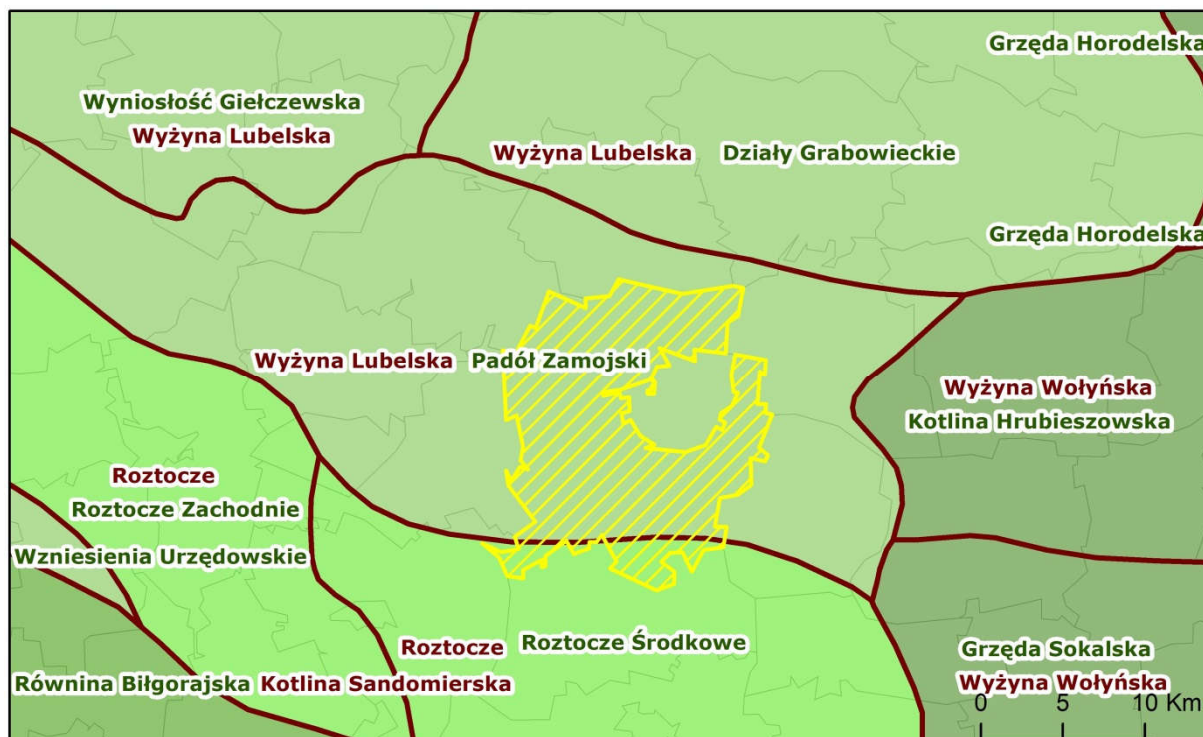 Grzęda Horodelska
Wyniosłość Giełczewska
Wyżyna Lubelska
Wyżyna Lubelska Działy Grabowieckie
Grzęda Horodelska
Wyżyna Lubelska Padół Zamojski
Wyżyna Wołyńska
Kotlina Hrubieszowska
Roztocze
Roztocze Zachodnie
Wzniesienia Urzędowskie
Roztocze Roztocze Środkowe
Grzęda Sokalska
Równina Biłgorajska Kotlina Sandomierska
Wyżyna Wołyńska
0 5 10 Km